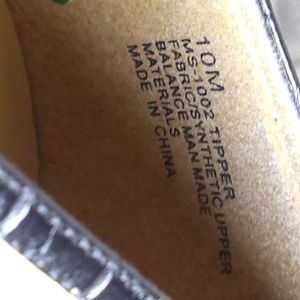 10M
MS-1002 TIPPER
FABRIC/SYNTHETIC UPPER
BALANCE MAN MADE
MATERIALS
MADE IN CHINA